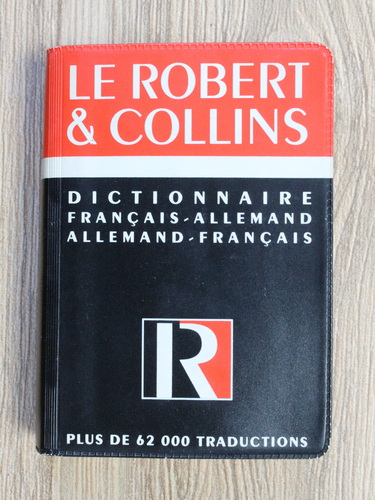 LE ROBERT
& COLLINS
DICTIONNAIRE
FRANÇAIS-ALLEMAND
ALLEMAND-FRANÇAIS
R
PLUS DE 62 000 TRADUCTIONS